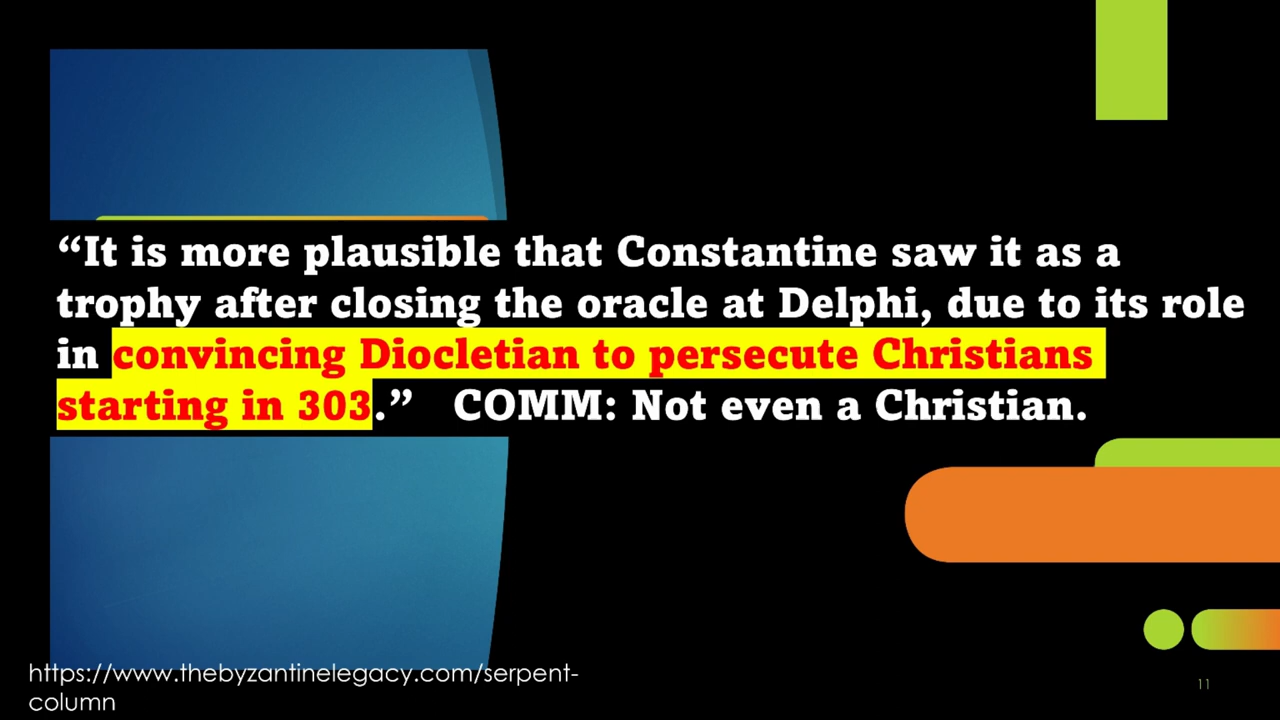 “It is more plausible that Constantine saw it as a
trophy after closing the oracle at Delphi, due to its role
in convincing Diocletian to persecute Christians
starting in 303.” COMM: Not even a Christian.
https://www.thebyzantinelegacy.com/serpent-
column
11